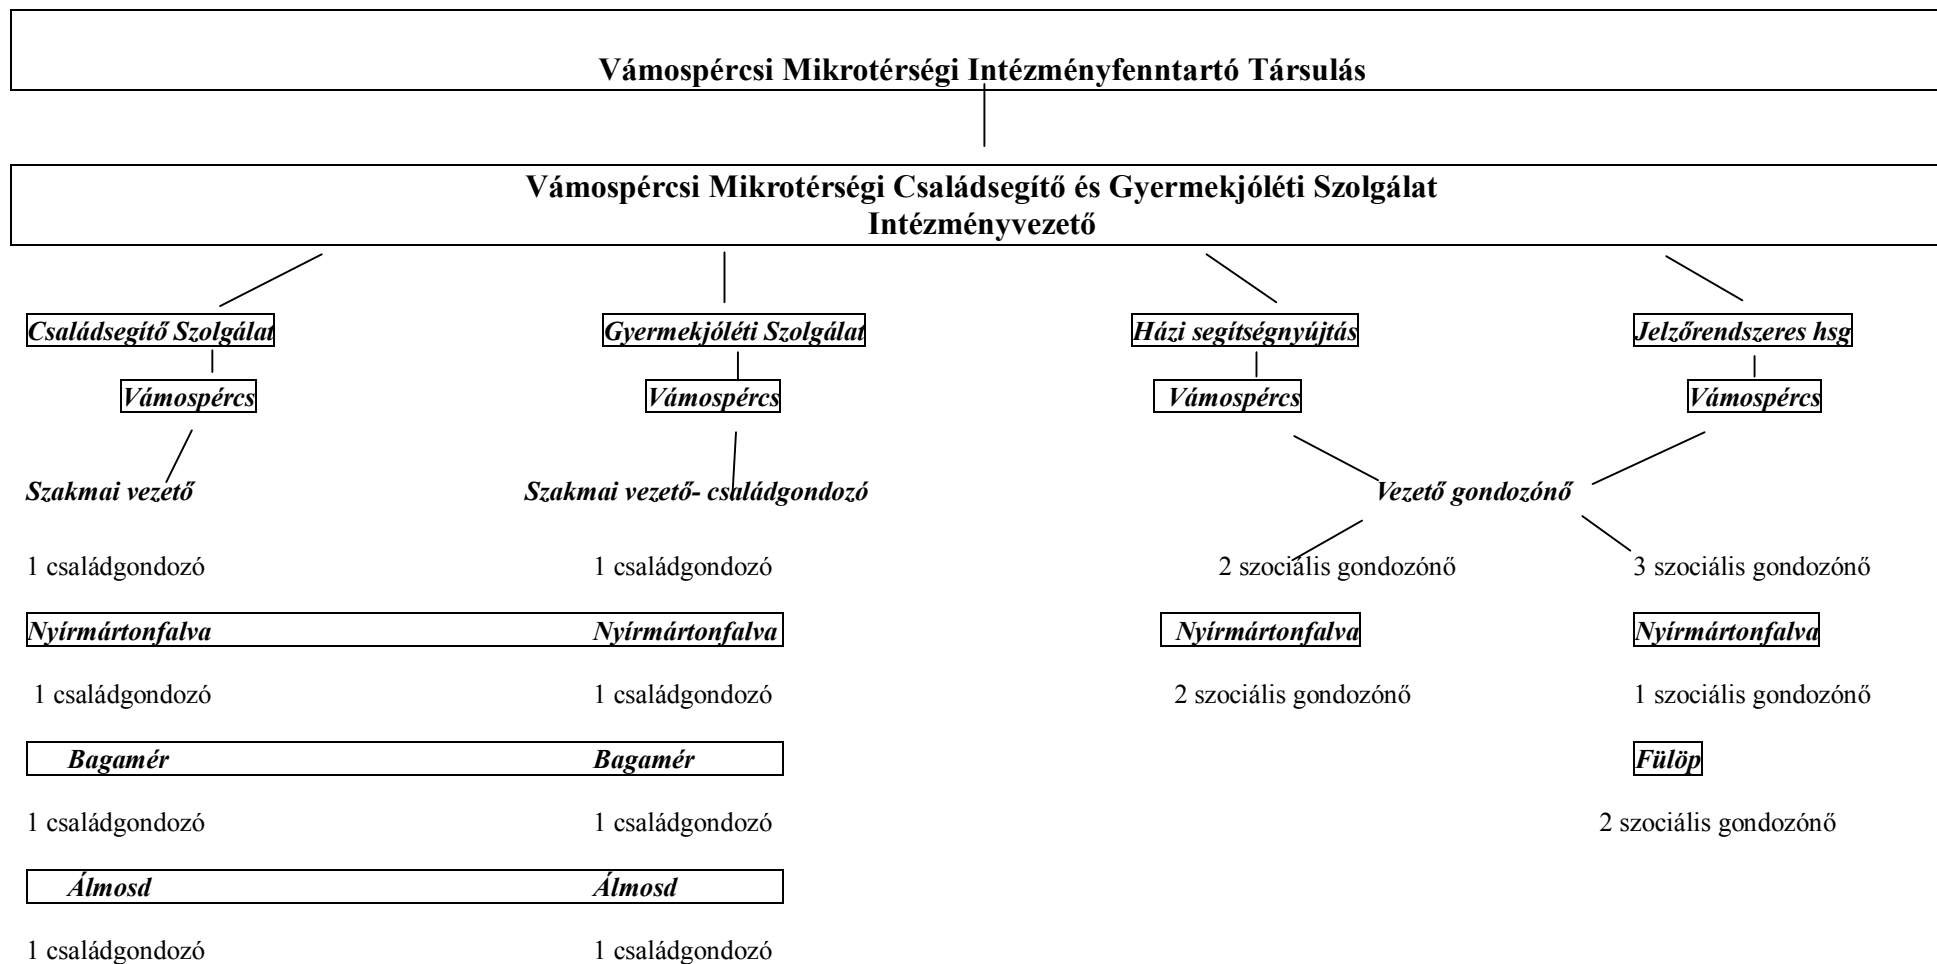 Vámospércsi Mikrotérségi Intézményfenntartó Társulás
Vámospércsi Mikrotérségi Családsegítő és Gyermekjóléti Szolgálat
Intézményvezető
Családsegítő Szolgálat Gyermekjóléti Szolgálat Házi segítségnyújtás Jelzőrendszeres hsg
Vámospércs Vámospércs Vámospércs Vámospércs
Szakmai vezető Szakmai vezető- családgondozó Vezető gondozónő
1 családgondozó 1 családgondozó 2 szociális gondozónő 3 szociális gondozónő
Nyírmártonfalva Nyírmártonfalva Nyírmártonfalva Nyírmártonfalva
1 családgondozó 1 családgondozó 2 szociális gondozónő 1 szociális gondozónő
Bagamér Bagamér Fülöp
1 családgondozó 1 családgondozó 2 szociális gondozónő
Álmosd Álmosd
1 családgondozó 1 családgondozó